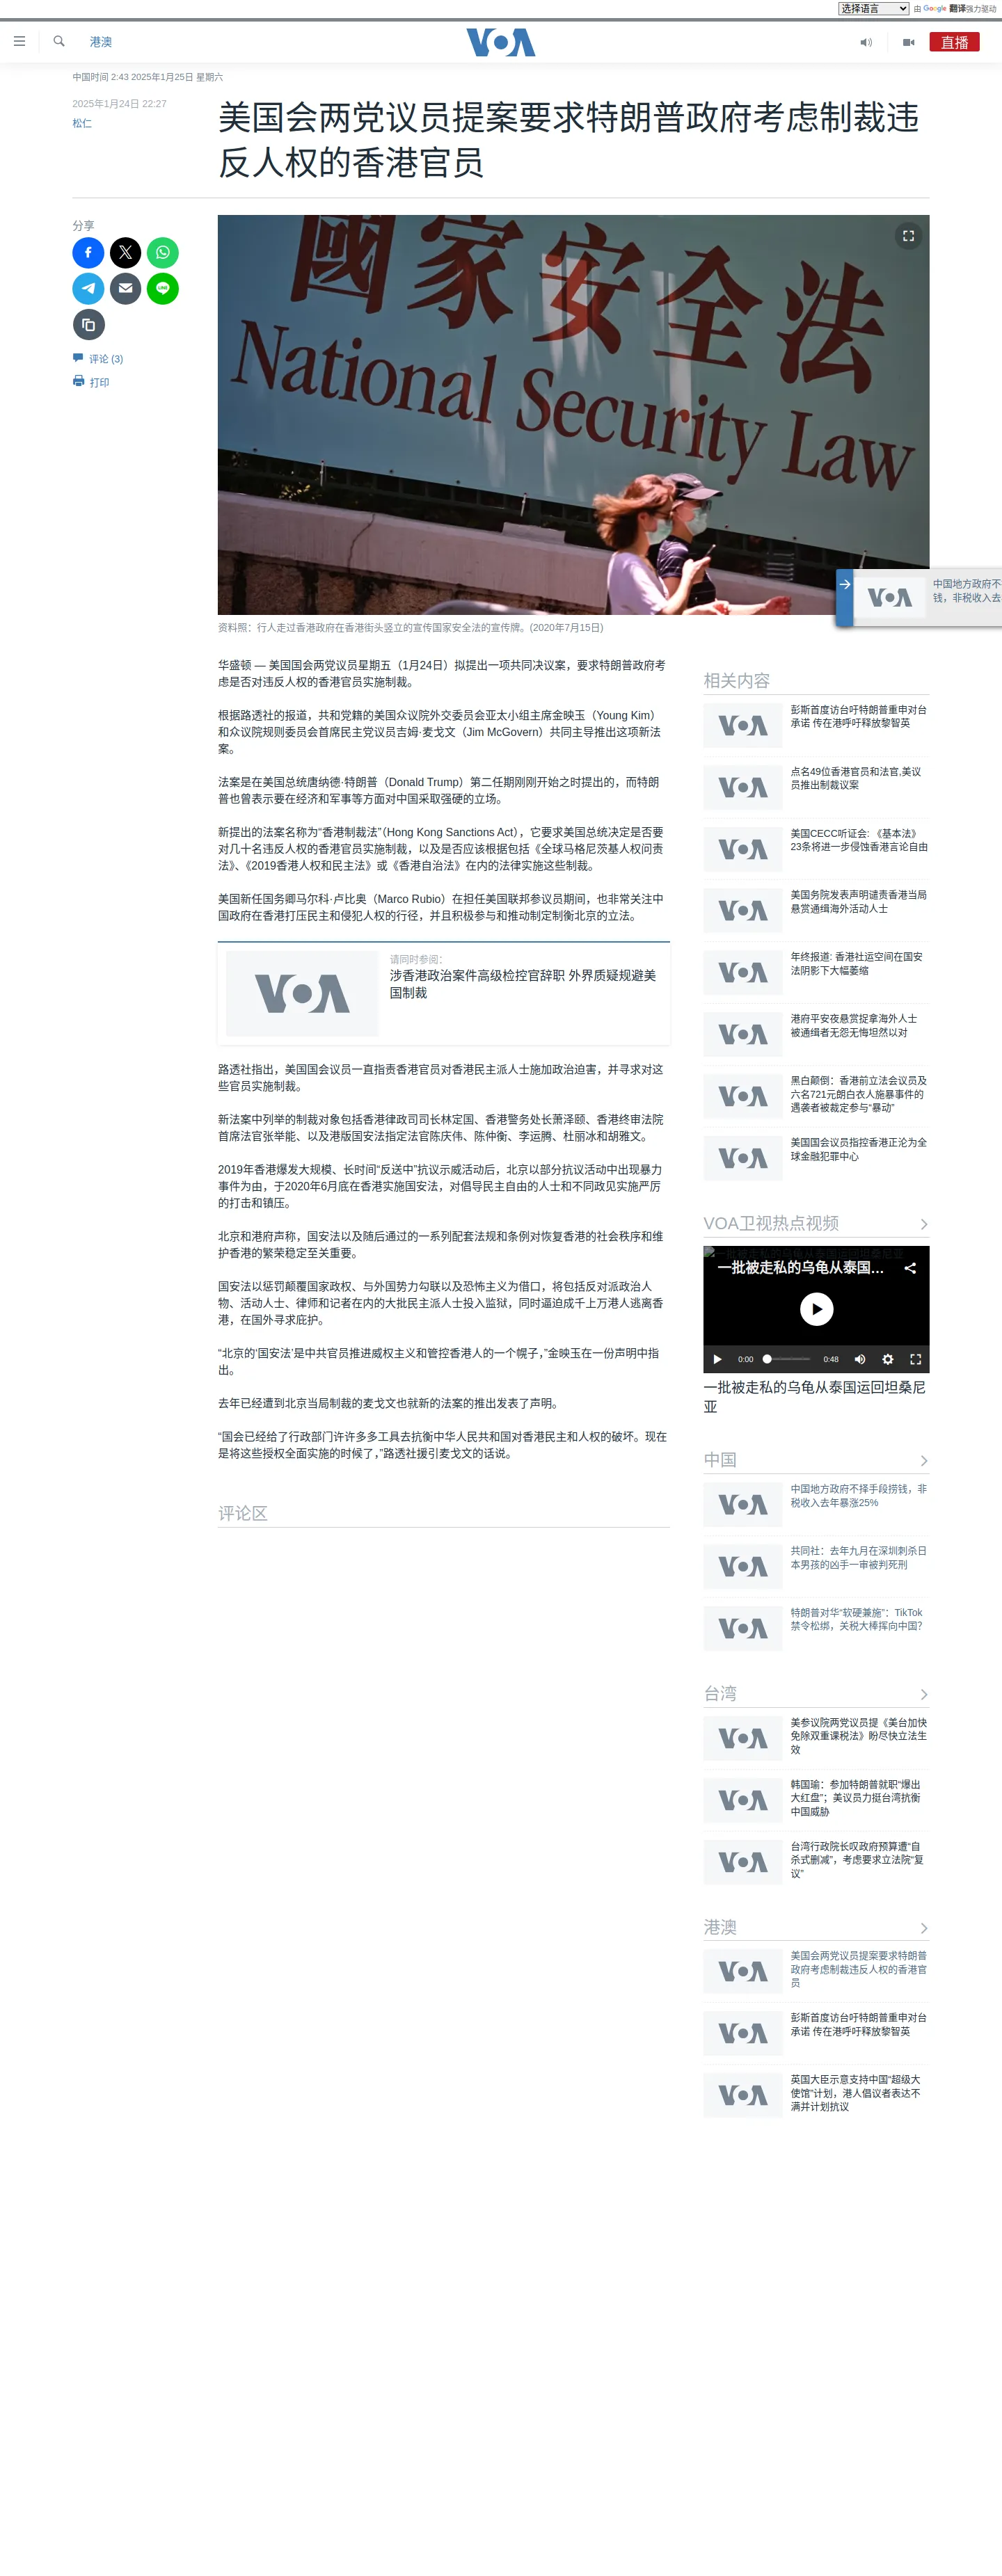 选择语言
由 Google 翻译强力驱动
港澳
VOA
直播
中国时间 2:43 2025年1月25日 星期六
2025年1月24日 22:27
松仁
美国会两党议员提案要求特朗普政府考虑制裁违
反人权的香港官员
分享
评论 (3)
打印
國家安全法
National Security Law
中国地方政府不
钱，非税收入去
VOA
资料照：行人走过香港政府在香港街头竖立的宣传国家安全法的宣传牌。(2020年7月15日)
华盛顿 — 美国国会两党议员星期五（1月24日）拟提出一项共同决议案，要求特朗普政府考
虑是否对违反人权的香港官员实施制裁。
根据路透社的报道，共和党籍的美国众议院外交委员会亚太小组主席金映玉（Young Kim）
和众议院规则委员会首席民主党议员吉姆·麦戈文（Jim McGovern）共同主导推出这项新法
案。
法案是在美国总统唐纳德·特朗普（Donald Trump）第二任期刚刚开始之时提出的，而特朗
普也曾表示要在经济和军事等方面对中国采取强硬的立场。
新提出的法案名称为“香港制裁法”（Hong Kong Sanctions Act），它要求美国总统决定是否要
对几十名违反人权的香港官员实施制裁，以及是否应该根据包括《全球马格尼茨基人权问责
法》、《2019香港人权和民主法》或《香港自治法》在内的法律实施这些制裁。
美国新任国务卿马尔科·卢比奥（Marco Rubio）在担任美国联邦参议员期间，也非常关注中
国政府在香港打压民主和侵犯人权的行径，并且积极参与和推动制定制衡北京的立法。
VOA
请同时参阅：
涉香港政治案件高级检控官辞职 外界质疑规避美
国制裁
路透社指出，美国国会议员一直指责香港官员对香港民主派人士施加政治迫害，并寻求对这
些官员实施制裁。
新法案中列举的制裁对象包括香港律政司司长林定国、香港警务处长萧泽颐、香港终审法院
首席法官张举能、以及港版国安法指定法官陈庆伟、陈仲衡、李运腾、杜丽冰和胡雅文。
2019年香港爆发大规模、长时间“反送中”抗议示威活动后，北京以部分抗议活动中出现暴力
事件为由，于2020年6月底在香港实施国安法，对倡导民主自由的人士和不同政见实施严厉
的打击和镇压。
北京和港府声称，国安法以及随后通过的一系列配套法规和条例对恢复香港的社会秩序和维
护香港的繁荣稳定至关重要。
国安法以惩罚颠覆国家政权、与外国势力勾联以及恐怖主义为借口，将包括反对派政治人
物、活动人士、律师和记者在内的大批民主派人士投入监狱，同时逼迫成千上万港人逃离香
港，在国外寻求庇护。
“北京的‘国安法’是中共官员推进威权主义和管控香港人的一个幌子，”金映玉在一份声明中指
出。
去年已经遭到北京当局制裁的麦戈文也就新的法案的推出发表了声明。
“国会已经给了行政部门许许多多工具去抗衡中华人民共和国对香港民主和人权的破坏。现在
是将这些授权全面实施的时候了，”路透社援引麦戈文的话说。
评论区
相关内容
VOA
彭斯首度访台吁特朗普重申对台
承诺 传在港呼吁释放黎智英
VOA
点名49位香港官员和法官,美议
员推出制裁议案
VOA
美国CECC听证会: 《基本法》
23条将进一步侵蚀香港言论自由
VOA
美国务院发表声明谴责香港当局
悬赏通缉海外活动人士
VOA
年终报道: 香港社运空间在国安
法阴影下大幅萎缩
VOA
港府平安夜悬赏捉拿海外人士
被通缉者无怨无悔坦然以对
VOA
黑白颠倒：香港前立法会议员及
六名721元朗白衣人施暴事件的
遇袭者被裁定参与“暴动”
VOA
美国国会议员指控香港正沦为全
球金融犯罪中心
VOA卫视热点视频
一批被走私的乌龟从泰国运回坦桑尼亚
一批被走私的乌龟从泰国...
0:00
0:48
一批被走私的乌龟从泰国运回坦桑尼
亚
中国
VOA
中国地方政府不择手段捞钱，非
税收入去年暴涨25%
VOA
共同社：去年九月在深圳刺杀日
本男孩的凶手一审被判死刑
VOA
特朗普对华“软硬兼施”：TikTok
禁令松绑，关税大棒挥向中国？
台湾
VOA
美参议院两党议员提《美台加快
免除双重课税法》盼尽快立法生
效
VOA
韩国瑜：参加特朗普就职“爆出
大红盘”；美议员力挺台湾抗衡
中国威胁
VOA
台湾行政院长叹政府预算遭“自
杀式删减”，考虑要求立法院“复
议”
港澳
VOA
美国会两党议员提案要求特朗普
政府考虑制裁违反人权的香港官
员
VOA
彭斯首度访台吁特朗普重申对台
承诺 传在港呼吁释放黎智英
VOA
英国大臣示意支持中国“超级大
使馆”计划，港人倡议者表达不
满并计划抗议